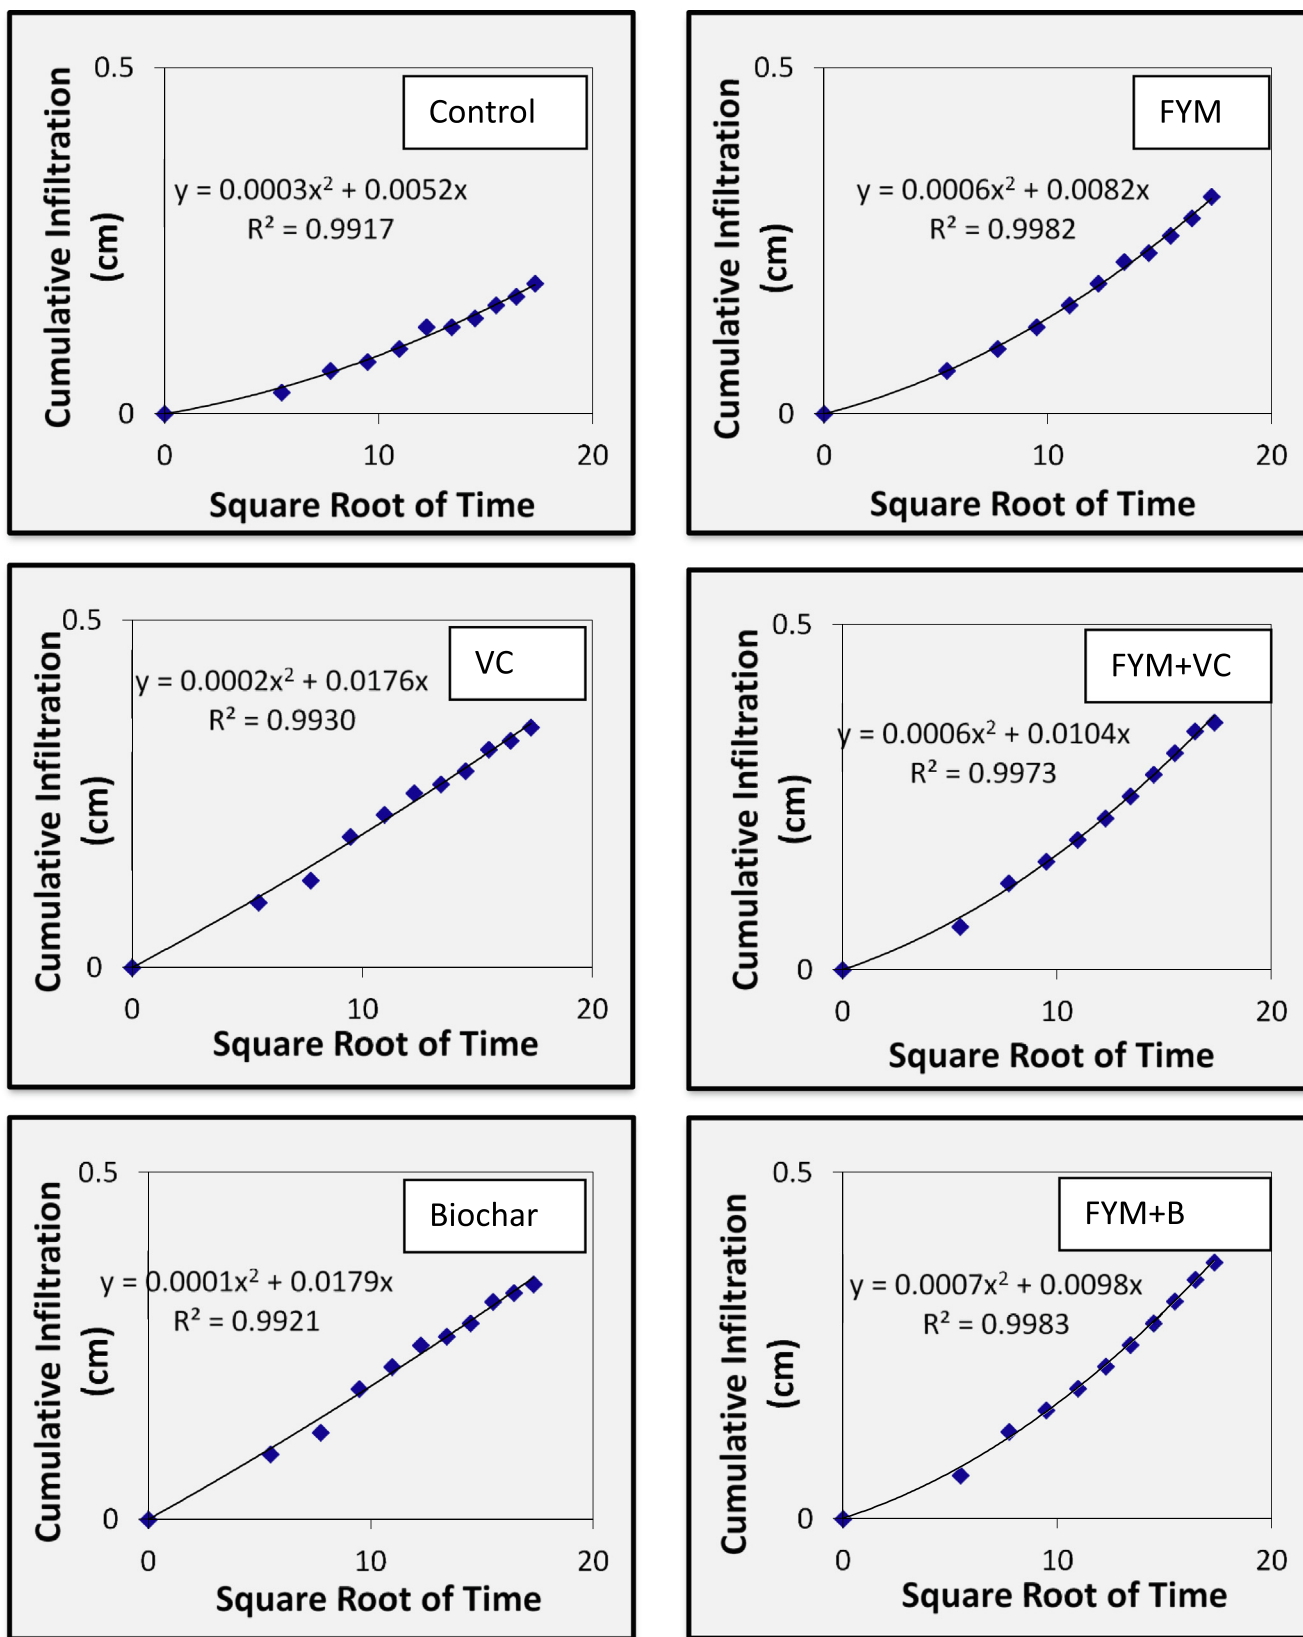 Control
Cumulative Infiltration
(cm)
0.5
y = 0.0003x² + 0.0052x
R² = 0.9917
0
0
10
20
Square Root of Time
FYM
Cumulative Infiltration
(cm)
0.5
y = 0.0006x² + 0.0082x
R² = 0.9982
0
0
10
20
Square Root of Time
VC
Cumulative Infiltration
(cm)
0.5
y = 0.0002x² + 0.0176x
R² = 0.9930
0
0
10
20
Square Root of Time
FYM+VC
Cumulative Infiltration
(cm)
0.5
y = 0.0006x² + 0.0104x
R² = 0.9973
0
0
10
20
Square Root of Time
Biochar
Cumulative Infiltration
(cm)
0.5
y = 0.0001x² + 0.0179x
R² = 0.9921
0
0
10
20
Square Root of Time
FYM+B
Cumulative Infiltration
(cm)
0.5
y = 0.0007x² + 0.0098x
R² = 0.9983
0
0
10
20
Square Root of Time